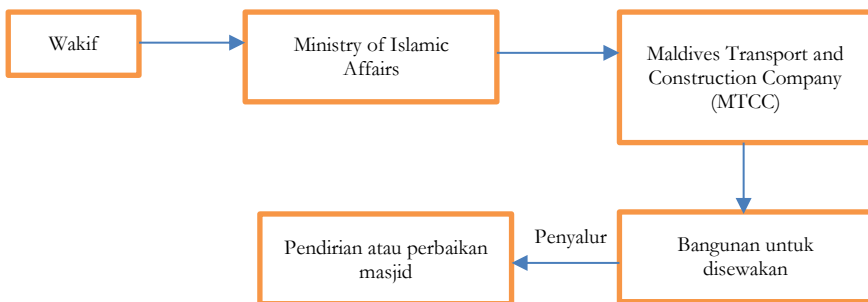 Wakif
Ministry of Islamic
Affairs
Maldives Transport and
Construction Company
(MTCC)
Pendirian atau perbaikan
masjid
Penyalur
Bangunan untuk
disewakan